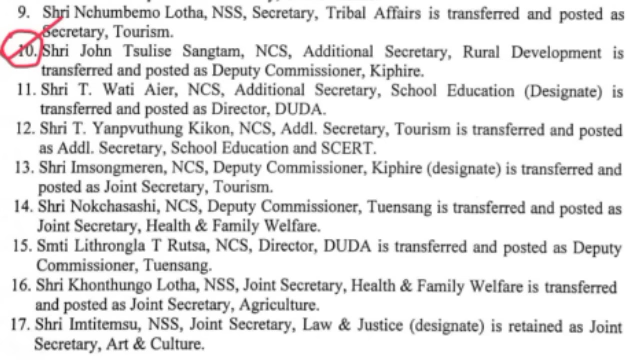 9. Shri Nchumbemo Lotha, NSS, Secretary, Tribal Affairs is transferred and posted as
Secretary, Tourism.
10. Shri John Tsulise Sangtam, NCS, Additional Secretary, Rural Development is
transferred and posted as Deputy Commissioner, Kiphire.
11. Shri T. Wati Aier, NCS, Additional Secretary, School Education (Designate) is
transferred and posted as Director, DUDA.
12. Shri T. Yanpvuthung Kikon, NCS, Addl. Secretary, Tourism is transferred and posted
as Addl. Secretary, School Education and SCERT.
13. Shri Imsongmeren, NCS, Deputy Commissioner, Kiphire (designate) is transferred and
posted as Joint Secretary, Tourism.
14. Shri Nokchasashi, NCS, Deputy Commissioner, Tuensang is transferred and posted as
Joint Secretary, Health & Family Welfare.
15. Smti Lithrongla T Rutsa, NCS, Director, DUDA is transferred and posted as Deputy
Commissioner, Tuensang.
16. Shri Khonthungo Lotha, NSS, Joint Secretary, Health & Family Welfare is transferred
and posted as Joint Secretary, Agriculture.
17. Shri Imtitemsu, NSS, Joint Secretary, Law & Justice (designate) is retained as Joint
Secretary, Art & Culture.